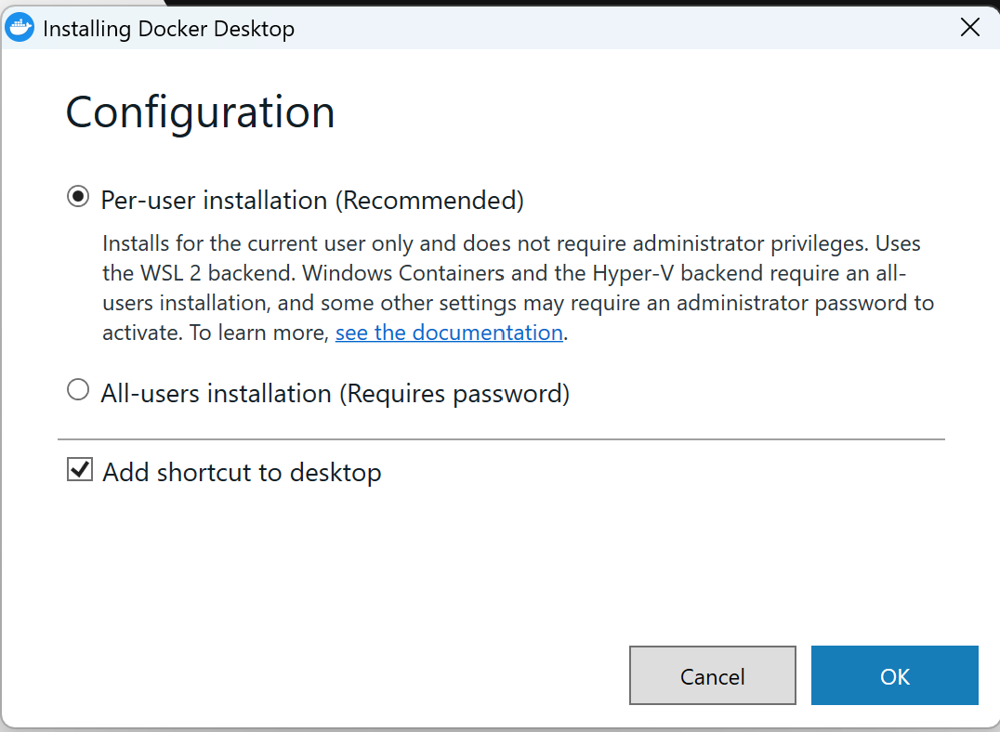 Installing Docker Desktop
Configuration
Per-user installation (Recommended)
Installs for the current user only and does not require administrator privileges. Uses
the WSL 2 backend. Windows Containers and the Hyper-V backend require an all-
users installation, and some other settings may require an administrator password to
activate. To learn more, see the documentation.
All-users installation (Requires password)
Add shortcut to desktop
Cancel
OK